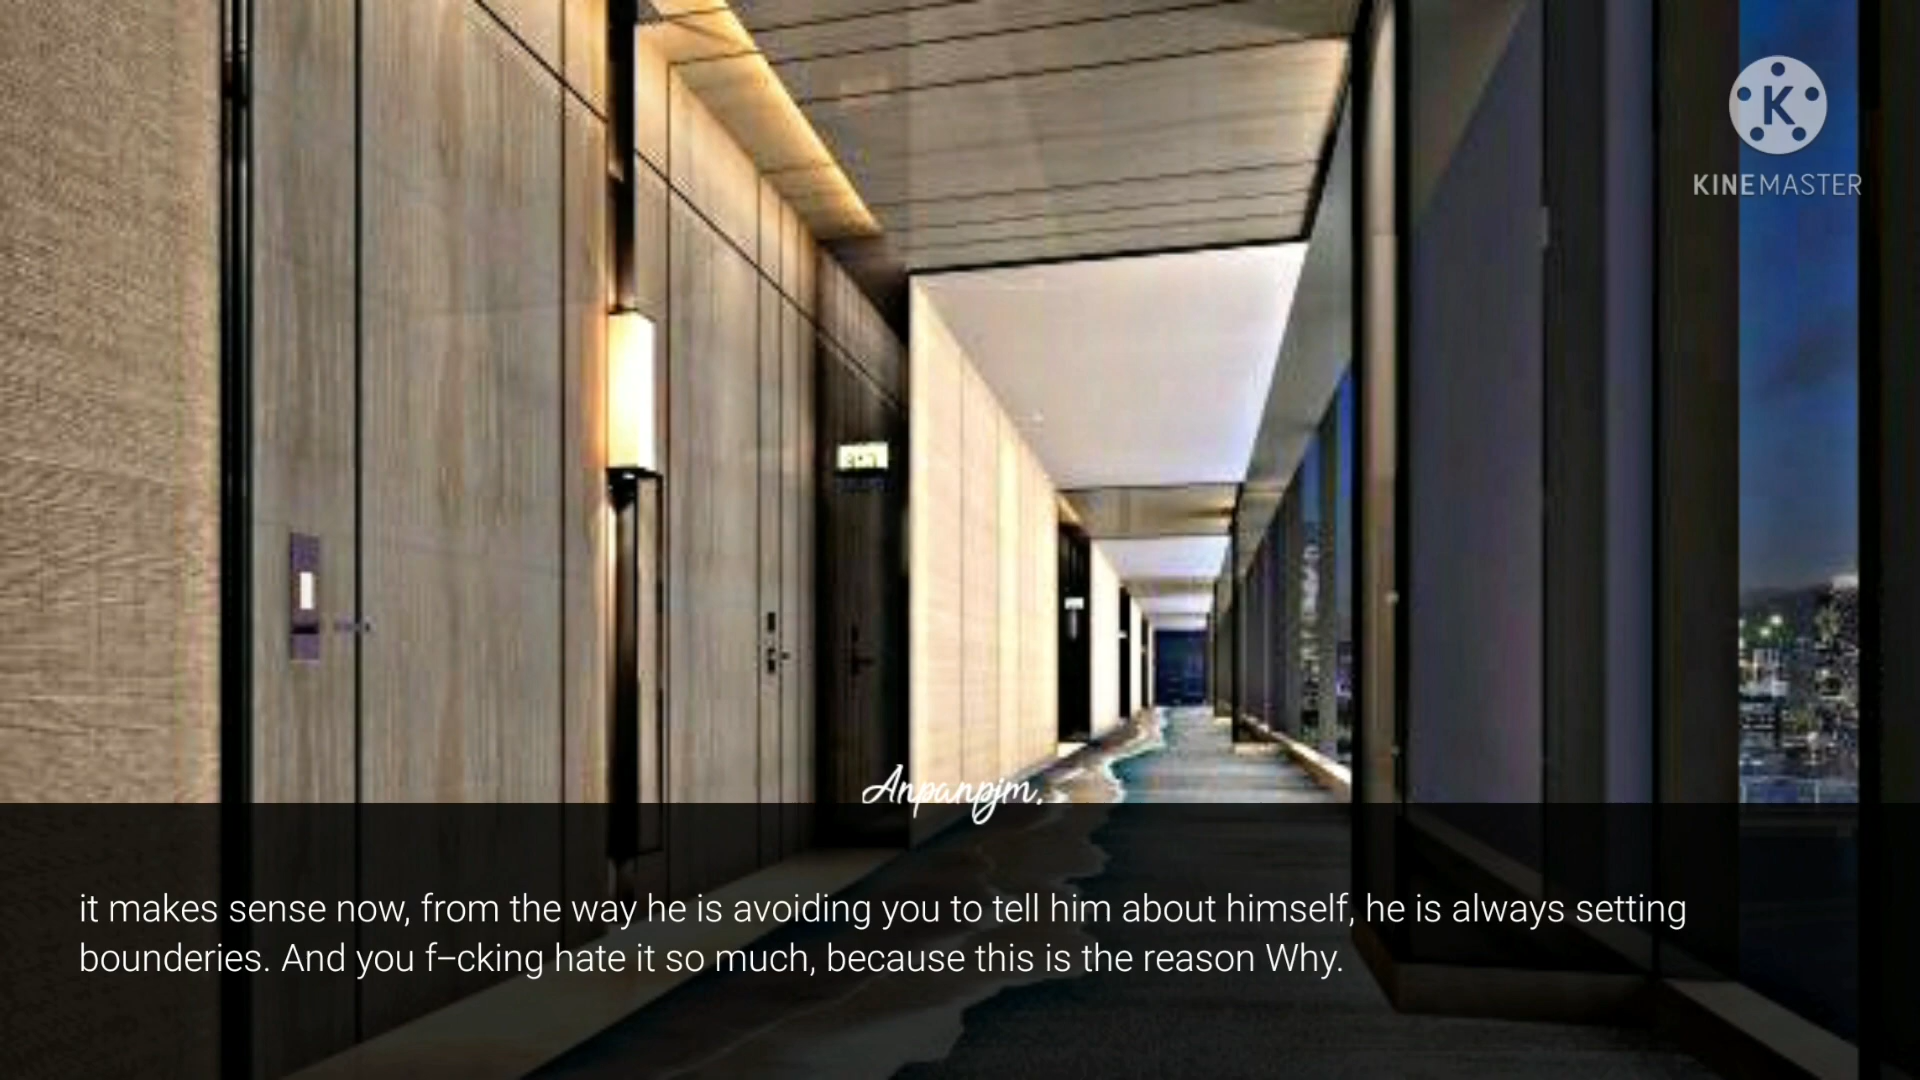 K
KINEMASTER
Anpanpjm.
it makes sense now, from the way he is avoiding you to tell him about himself, he is always setting
bounderies. And you f–cking hate it so much, because this is the reason Why.